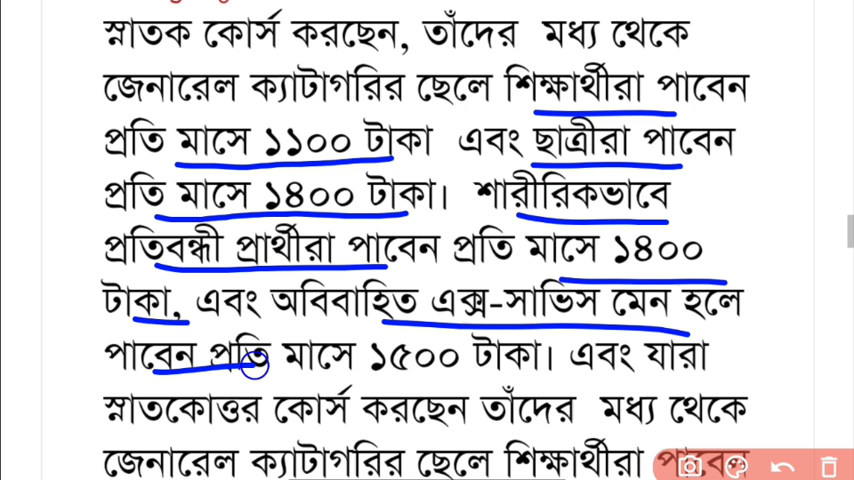 স্নাতক কোর্স করছেন, তাঁদের মধ্য থেকে
জেনারেল ক্যাটাগরির ছেলে শিক্ষার্থীরা পাবেন
প্রতি মাসে ১১০০ টাকা এবং ছাত্রীরা পাবেন
প্রতি মাসে ১৪০০ টাকা। শারীরিকভাবে
প্রতিবন্ধী প্রার্থীরা পাবেন প্রতি মাসে ১৪০০
টাকা, এবং অবিবাহিত এক্স-সার্ভিস মেন হলে
পাবেন প্রতি মাসে ১৫০০ টাকা। এবং যারা
স্নাতকোত্তর কোর্স করছেন তাঁদের মধ্য থেকে
জেনারেল ক্যাটাগরির ছেলে শিক্ষার্থীরা পাবেন